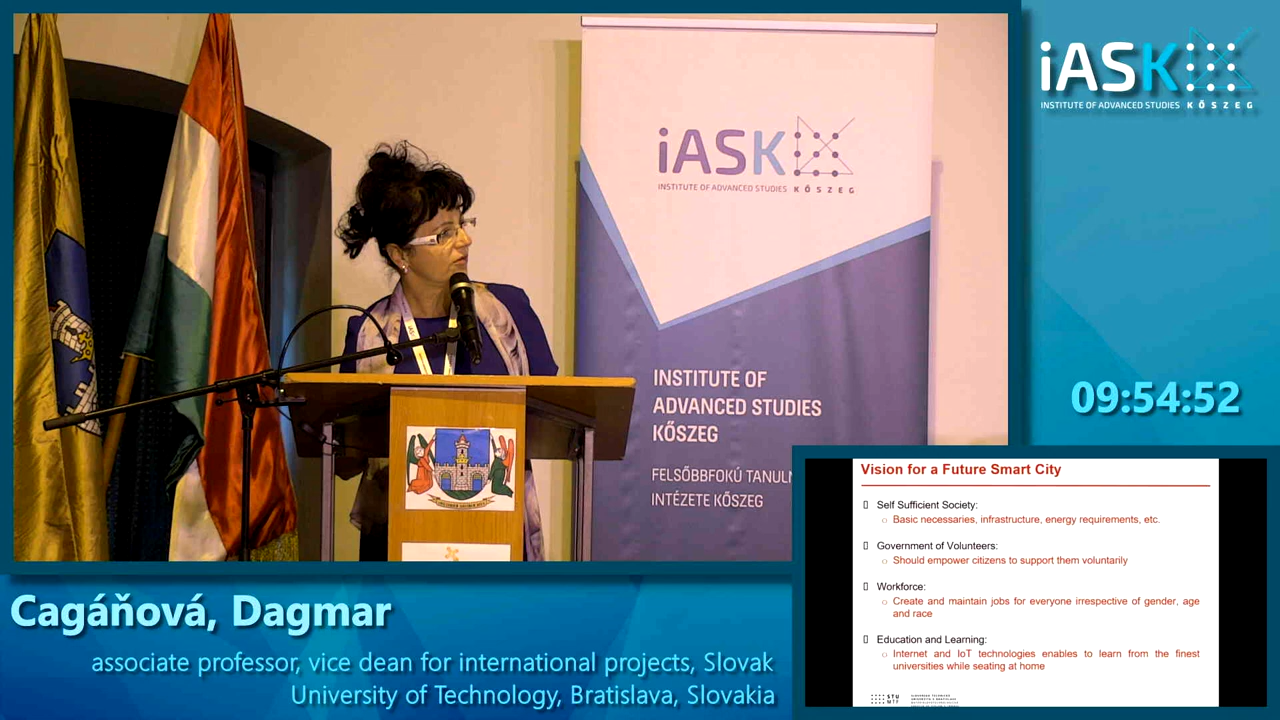 iASK
INSTITUTE OF ADVANCED STUDIES KŐSZEG
INSTITUTE OF
ADVANCED STUDIES
KŐSZEG
FELSŐBBFOKÚ
INTÉZETE KŐSZEG
iASK
INSTITUTE OF ADVANCED STUDIES KŐSZEG
09:54:52
Vision for a Future Smart City
Self Sufficient Society:
Basic necessaries, infrastructure, energy requirements, etc.
Government of Volunteers:
Should empower citizens to support them voluntarily
Workforce:
Create and maintain jobs for everyone irrespective of gender, age
and race
Education and Learning:
Internet and IoT technologies enables to learn from the finest
universities while seating at home
STU
MTF
Cagáňová, Dagmar
associate professor, vice dean for international projects, Slovak
University of Technology, Bratislava, Slovakia